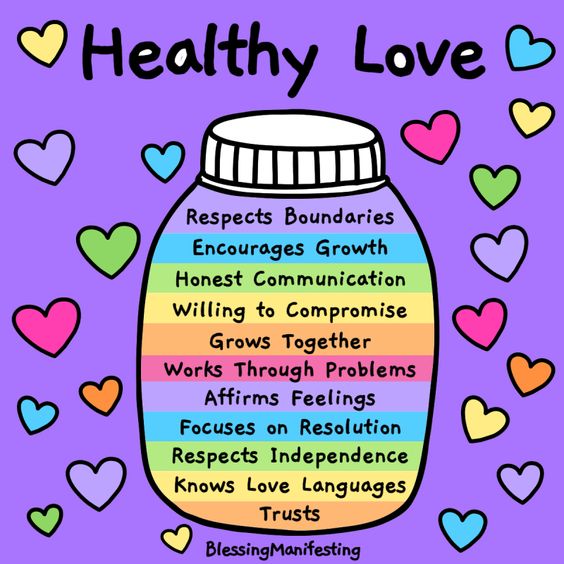 Healthy Love
Respects Boundaries
Encourages Growth
Honest Communication
Willing to Compromise
Grows Together
Works Through Problems
Affirms Feelings
Focuses on Resolution
Respects Independence
Knows Love Languages
Trusts
BlessingManifesting